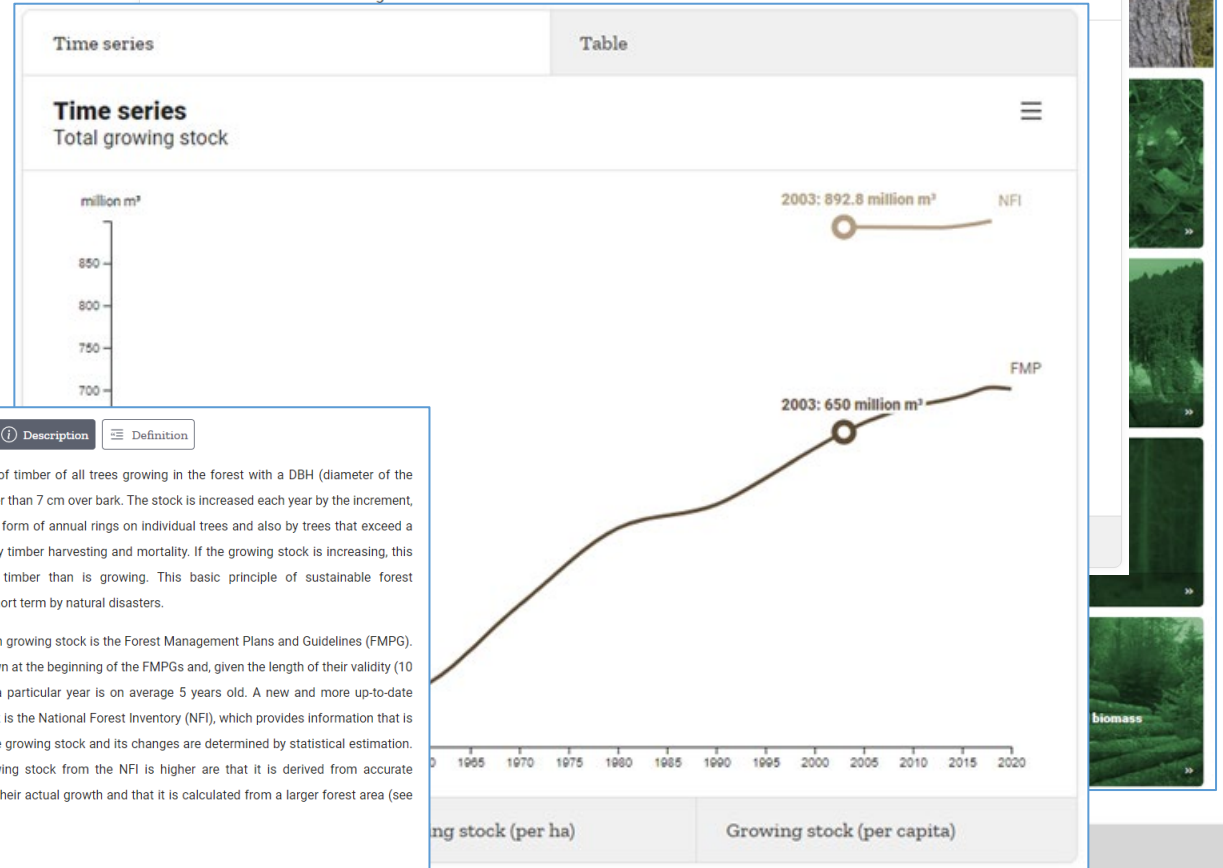 Time series
Table
Time series
Total growing stock
million m³
2003: 892.8 million m³
NFI
850
800
750
700
FMP
2003: 650 million m³
Description
Definition
of timber of all trees growing in the forest with a DBH (diameter of the
r than 7 cm over bark. The stock is increased each year by the increment,
form of annual rings on individual trees and also by trees that exceed a
y timber harvesting and mortality. If the growing stock is increasing, this
timber than is growing. This basic principle of sustainable forest
ort term by natural disasters.
growing stock is the Forest Management Plans and Guidelines (FMPG).
n at the beginning of the FMPGs and, given the length of their validity (10
particular year is on average 5 years old. A new and more up-to-date
is the National Forest Inventory (NFI), which provides information that is
e growing stock and its changes are determined by statistical estimation.
ing stock from the NFI is higher are that it is derived from accurate
heir actual growth and that it is calculated from a larger forest area (see
1965 1970 1975 1980 1985 1990 1995 2000 2005 2010 2015 2020
ng stock (per ha)
Growing stock (per capita)
»
»
»
biomass
»